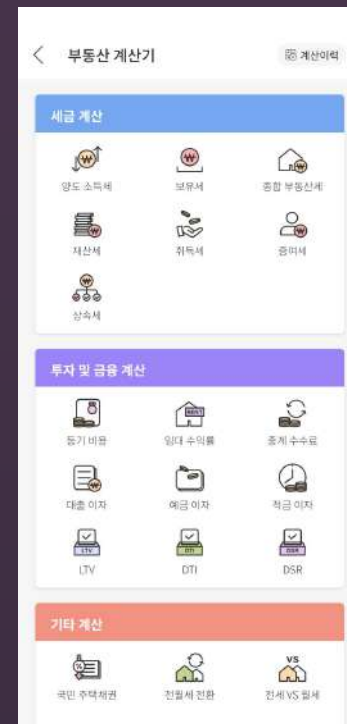 부동산 계산기
계산이력
세금 계산
양도 소득세
보유세
종합 부동산세
재산세
취득세
증여세
상속세
투자 및 금융 계산
등기 비용
임대 수익률
중계 수수료
대출 이자
예금 이자
적금 이자
LTV
DTI
DSR
LTV
DTI
DSR
기타 계산
VS
국민 주택채권
전월세 전환
전세 VS 월세